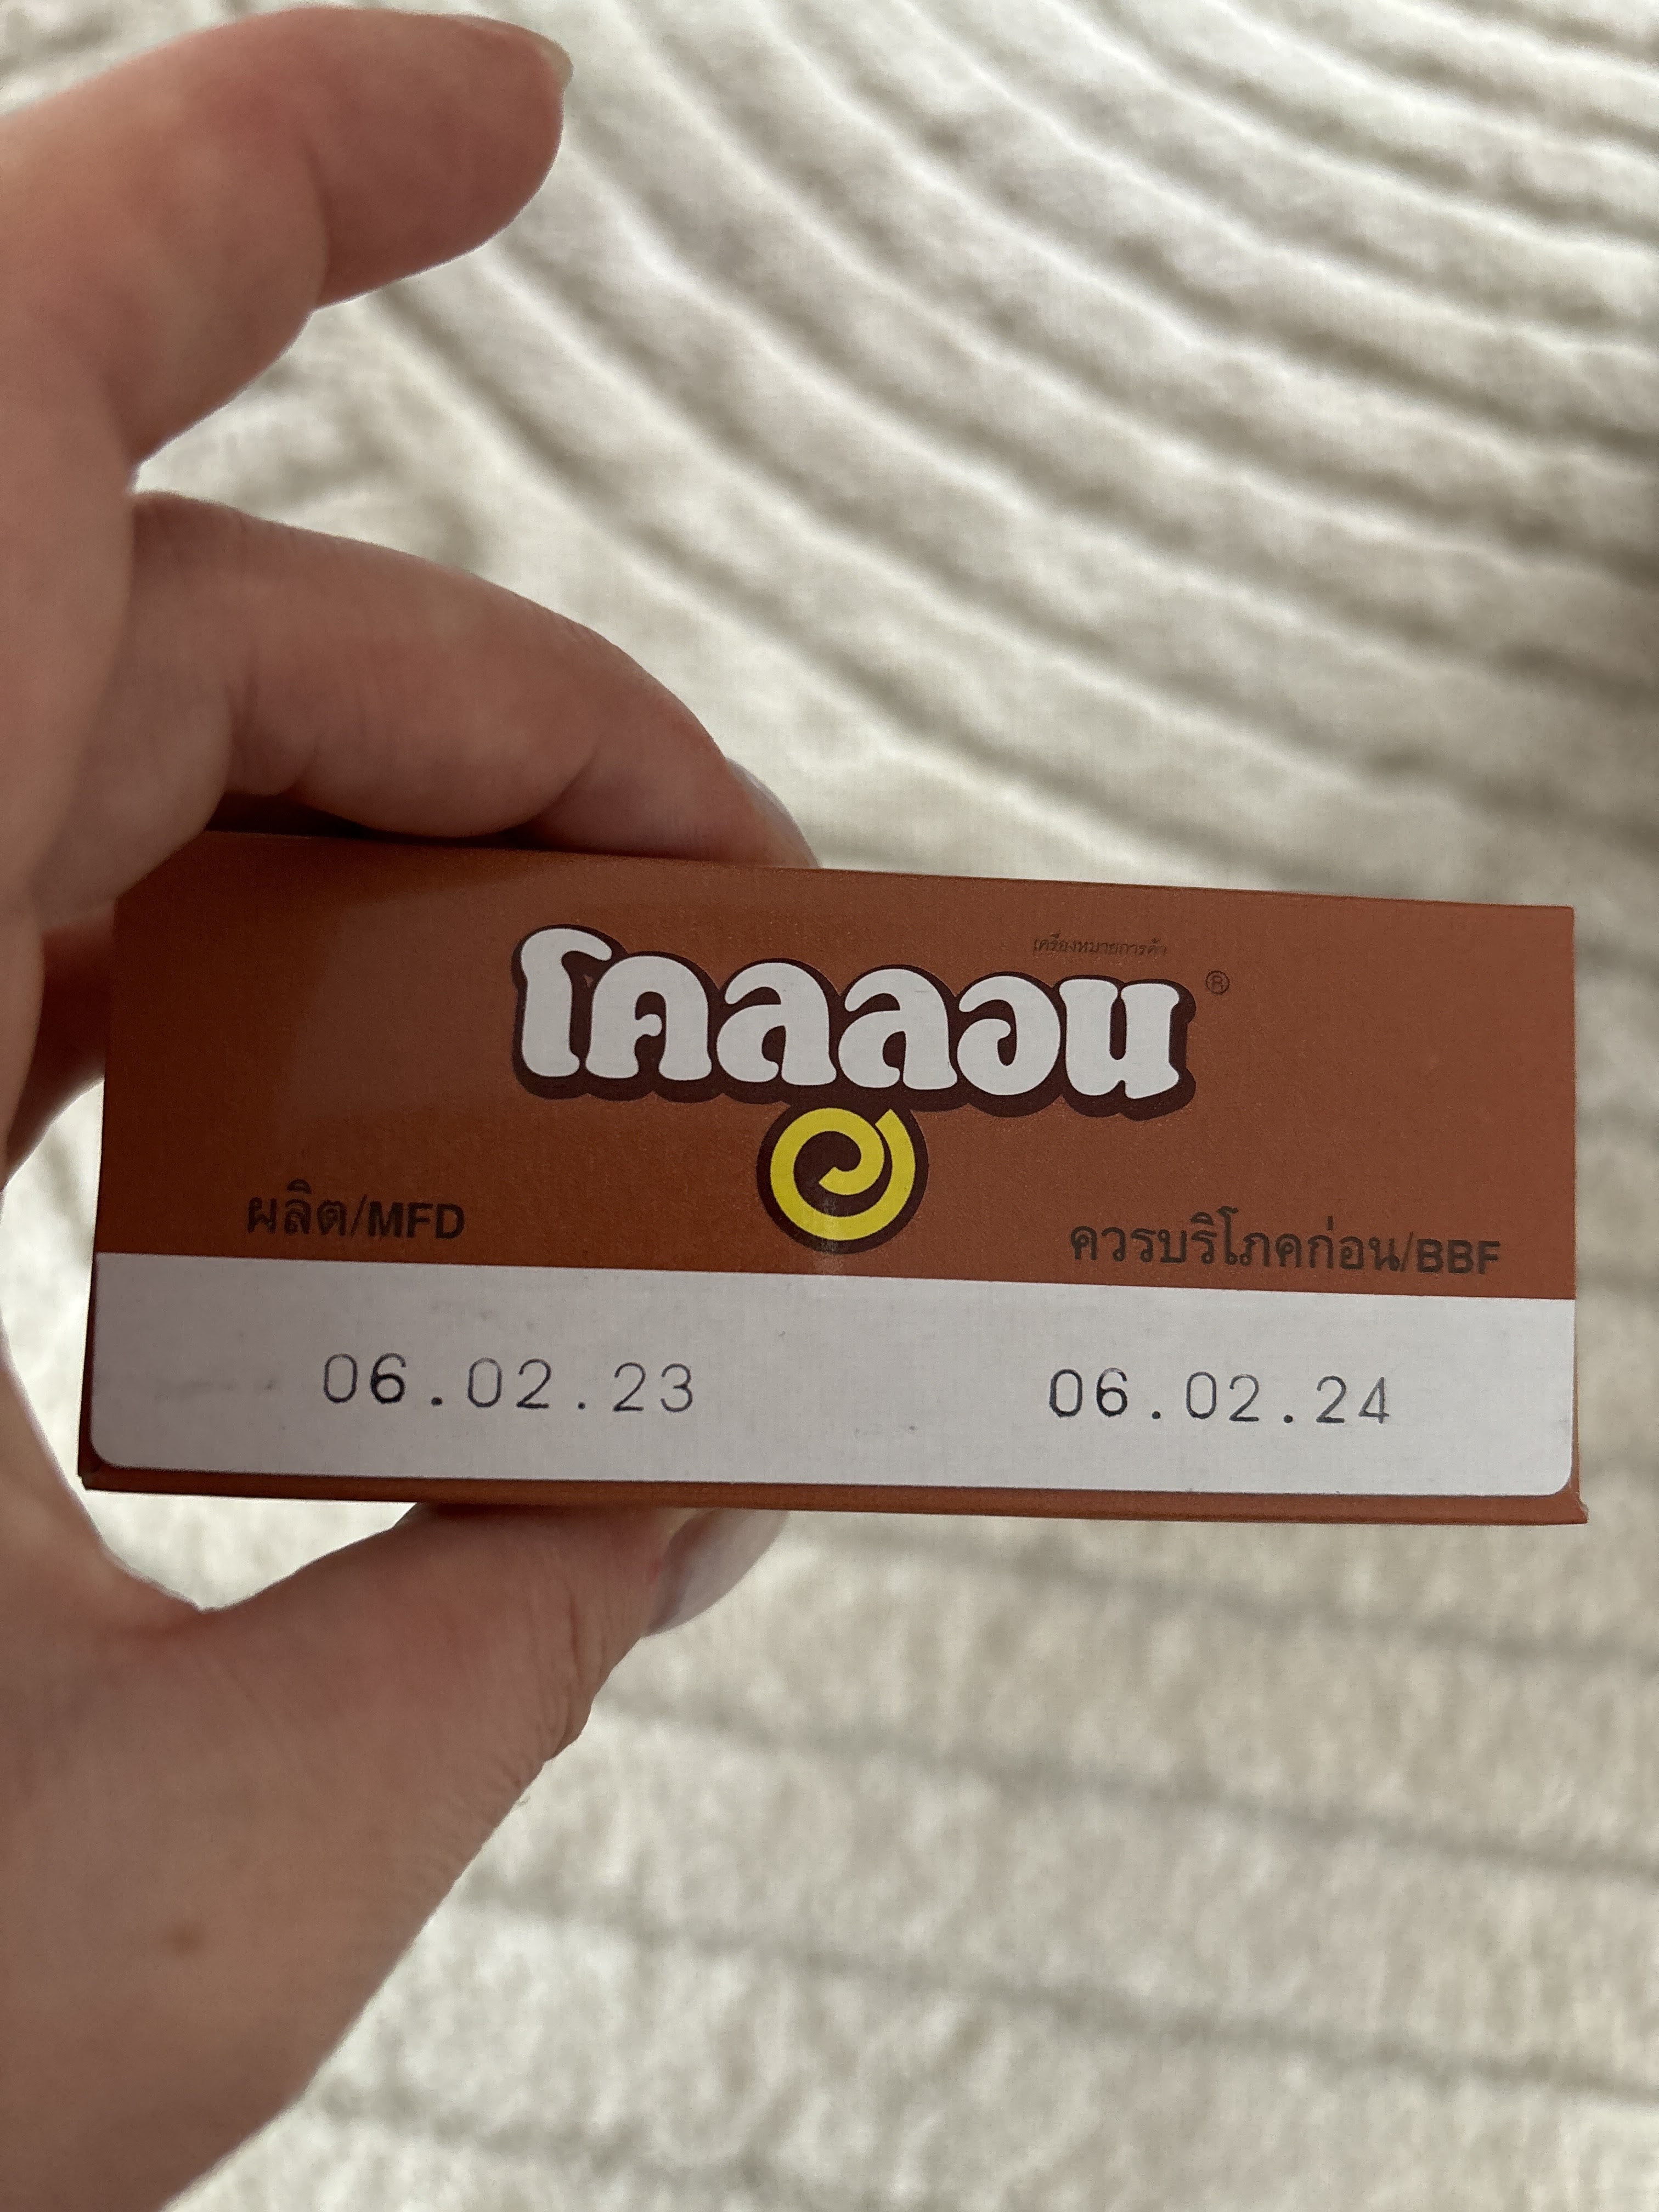 เครื่องหมายการค้า
โคลลอน ®
ผลิต/MFD
ควรบริโภคก่อน/BBF
06.02.23
06.02.24